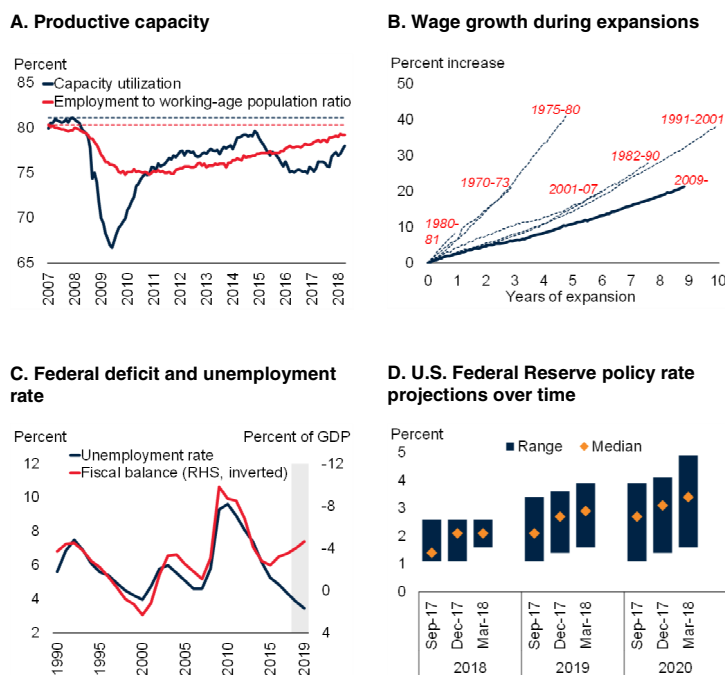 A. Productive capacity
Percent
85
Capacity utilization
Employment to working-age population ratio
80
75
70
65
2007 2008 2009 2010 2011 2012 2013 2014 2015 2016 2017 2018
B. Wage growth during expansions
Percent increase
50
1975-80
1991-2001
40
1982-90
30
1970-73
2001-07
2009-
20
1980-
81
10
0
0 1 2 3 4 5 6 7 8 9 10
Years of expansion
C. Federal deficit and unemployment
rate
Percent
Percent of GDP
12 -12
Unemployment rate
Fiscal balance (RHS, inverted)
10 -8
8
-4
6
0
4
2 4
1990 1995 2000 2005 2010 2015 2019
D. U.S. Federal Reserve policy rate
projections over time
Percent
5
Range Median
4
3
2
1
0
Sep-17 Dec-17 Mar-18 Sep-17 Dec-17 Mar-18 Sep-17 Dec-17 Mar-18
2018 2019 2020